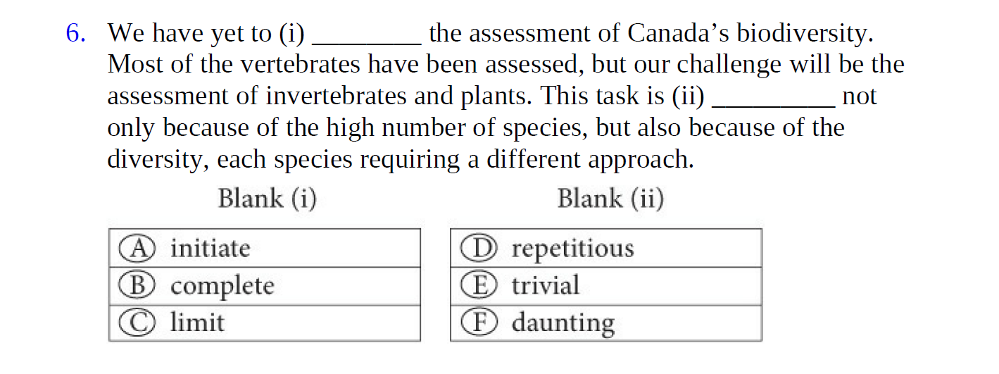 6. We have yet to (i) ________ the assessment of Canada’s biodiversity.
Most of the vertebrates have been assessed, but our challenge will be the
assessment of invertebrates and plants. This task is (ii) _________ not
only because of the high number of species, but also because of the
diversity, each species requiring a different approach.
Blank (i) Blank (ii)
A initiate D repetitious
B complete E trivial
C limit F daunting